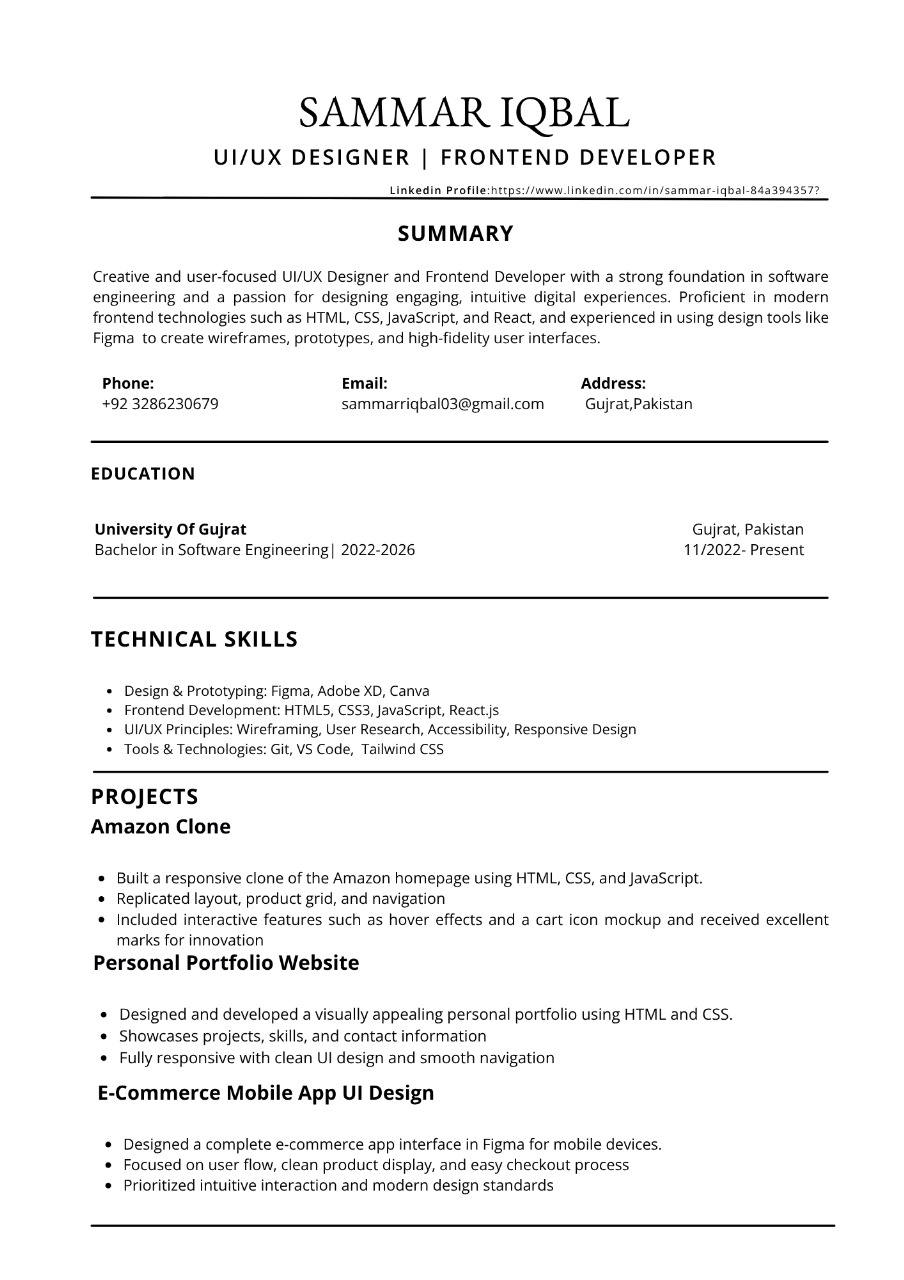 SAMMAR IQBAL
UI/UX DESIGNER | FRONTEND DEVELOPER
Linkedin Profile:https://www.linkedin.com/in/sammar-iqbal-84a394357?
SUMMARY
Creative and user-focused UI/UX Designer and Frontend Developer with a strong foundation in software
engineering and a passion for designing engaging, intuitive digital experiences. Proficient in modern
frontend technologies such as HTML, CSS, JavaScript, and React, and experienced in using design tools like
Figma  to create wireframes, prototypes, and high-fidelity user interfaces.
Phone: Email: Address:
+92 3286230679 sammarriqbal03@gmail.com Gujrat,Pakistan
EDUCATION
University Of Gujrat Gujrat, Pakistan
Bachelor in Software Engineering| 2022-2026 11/2022- Present
TECHNICAL SKILLS
• Design & Prototyping: Figma, Adobe XD, Canva
• Frontend Development: HTML5, CSS3, JavaScript, React.js
• UI/UX Principles: Wireframing, User Research, Accessibility, Responsive Design
• Tools & Technologies: Git, VS Code,  Tailwind CSS
PROJECTS
Amazon Clone
• Built a responsive clone of the Amazon homepage using HTML, CSS, and JavaScript.
• Replicated layout, product grid, and navigation
• Included interactive features such as hover effects and a cart icon mockup and received excellent
marks for innovation
Personal Portfolio Website
• Designed and developed a visually appealing personal portfolio using HTML and CSS.
• Showcases projects, skills, and contact information
• Fully responsive with clean UI design and smooth navigation
E-Commerce Mobile App UI Design
• Designed a complete e-commerce app interface in Figma for mobile devices.
• Focused on user flow, clean product display, and easy checkout process
• Prioritized intuitive interaction and modern design standards